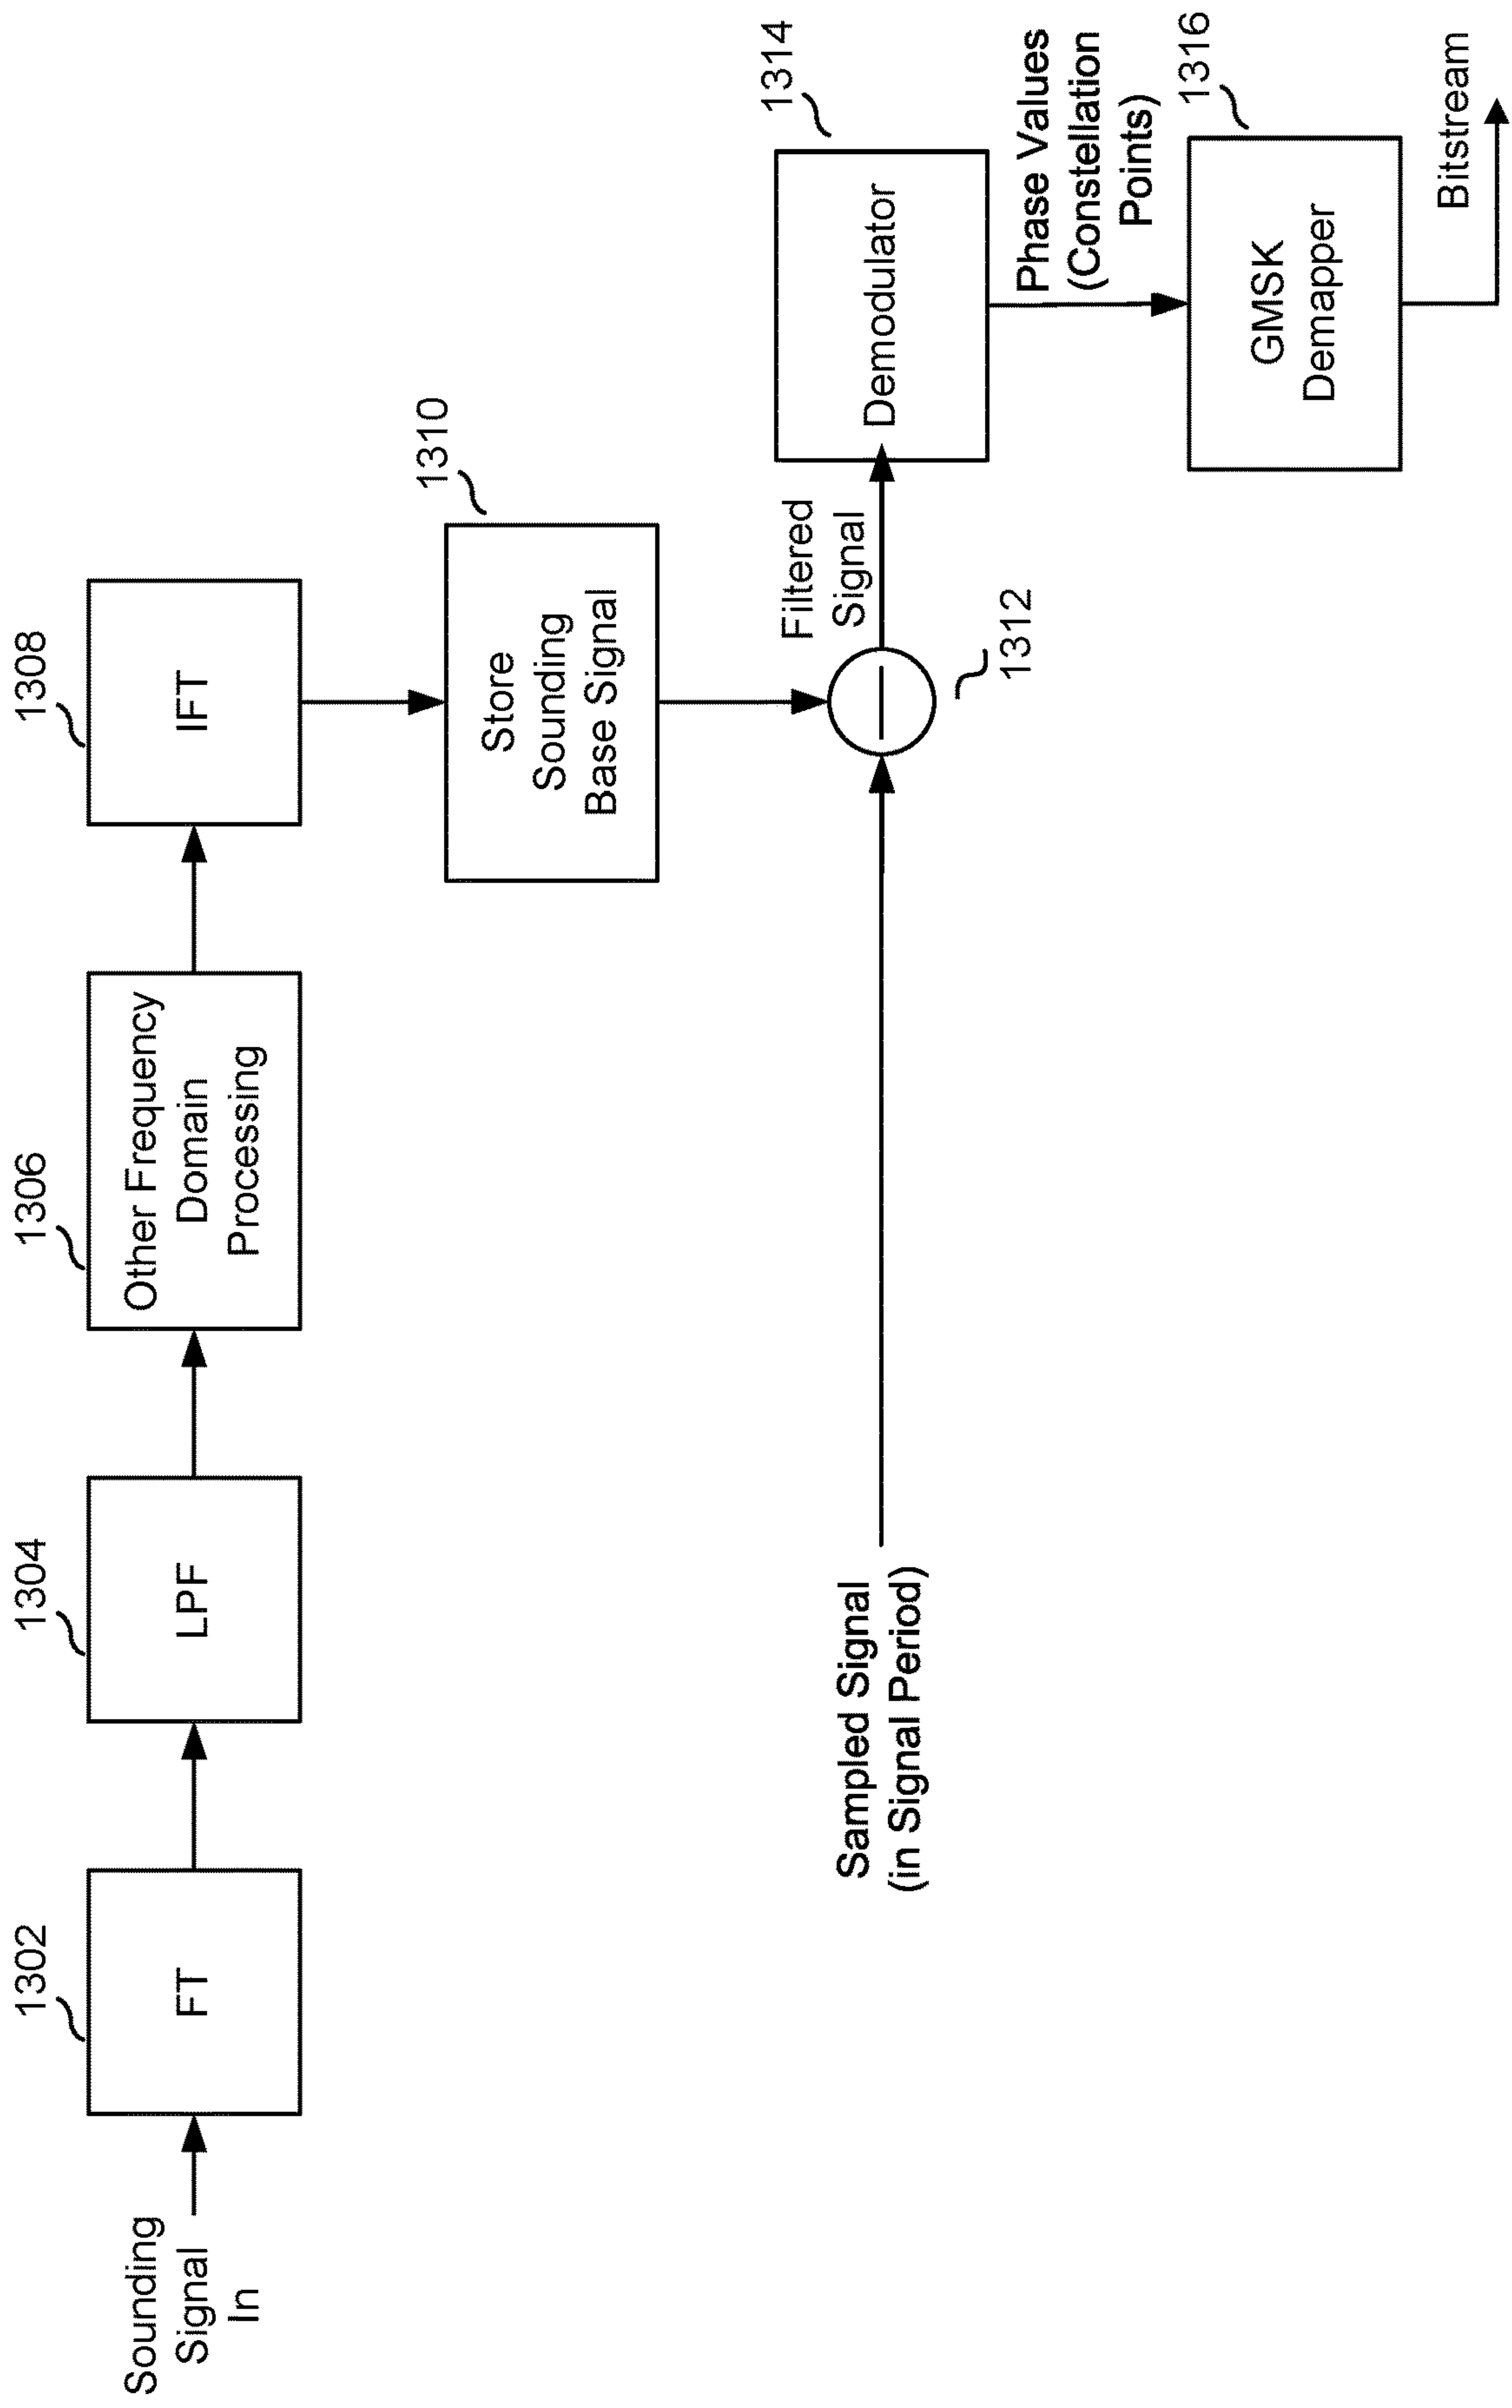 Sounding
Signal
In
1302
FT
1304
LPF
1306
Other Frequency
Domain
Processing
1308
IFT
1310
Store
Sounding
Base Signal
Sampled Signal
(in Signal Period)
1312
Filtered
Signal
1314
Demodulator
Phase Values
(Constellation
Points)
1316
GMSK
Demapper
Bitstream